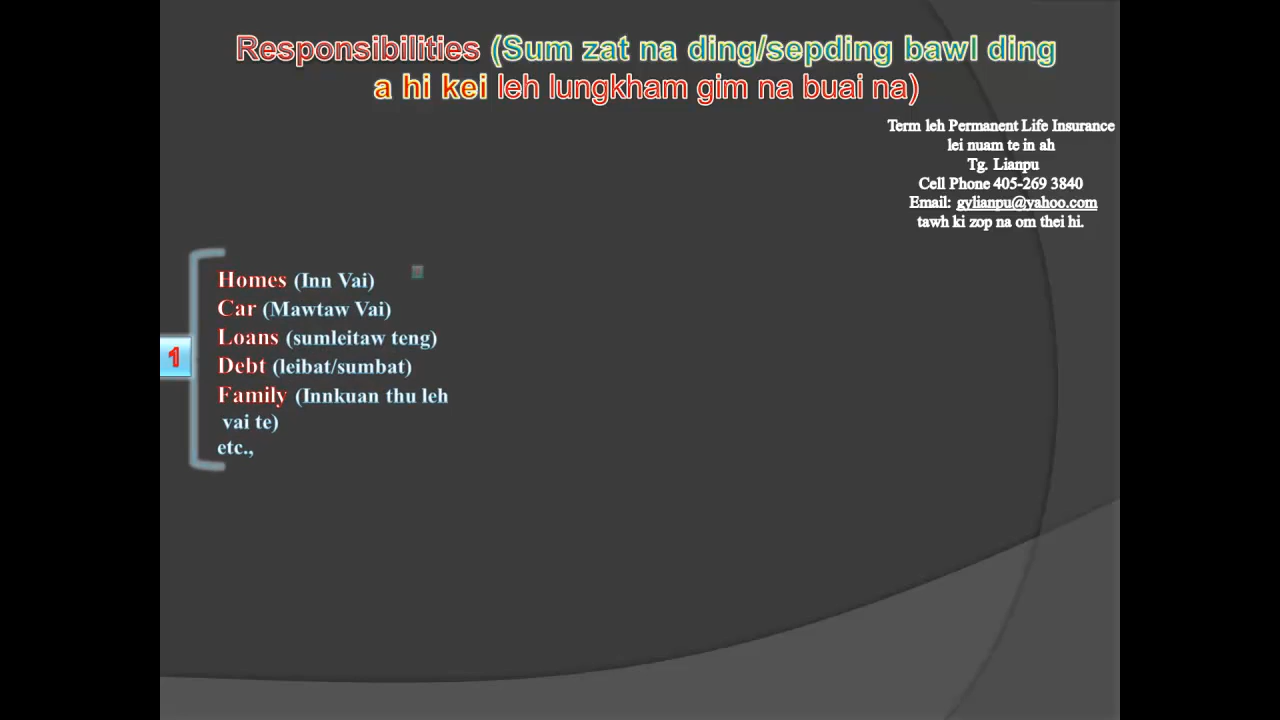 Responsibilities (Sum zat na ding/sepding bawl ding
a hi kei leh lungkham gim na buai na)
Term leh Permanent Life Insurance
lei nuam te in ah
Tg. Lianpu
Cell Phone 405-269 3840
Email: gylianpu@yahoo.com
tawh ki zop na om thei hi.
Homes (Inn Vai)
Car (Mawtaw Vai)
Loans (sumleitaw teng)
1
Debt (leibat/sumbat)
Family (Innkuan thu leh
vai te)
etc.,